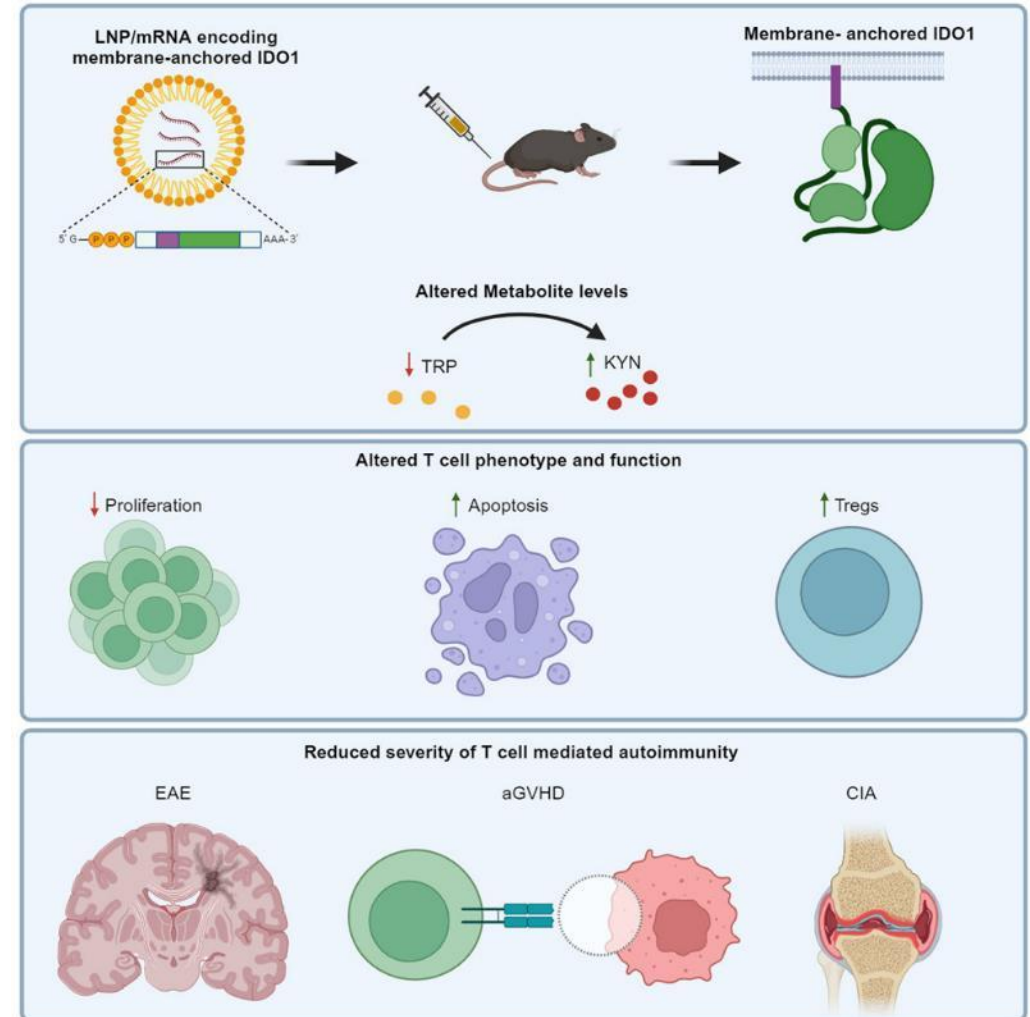 LNP/mRNA encoding
membrane-anchored IDO1
Membrane- anchored IDO1
5' G PPP AAA-3'
Altered Metabolite levels
↓ TRP
↑ KYN
Altered T cell phenotype and function
↓ Proliferation
↑ Apoptosis
↑ Tregs
Reduced severity of T cell mediated autoimmunity
EAE
aGVHD
CIA